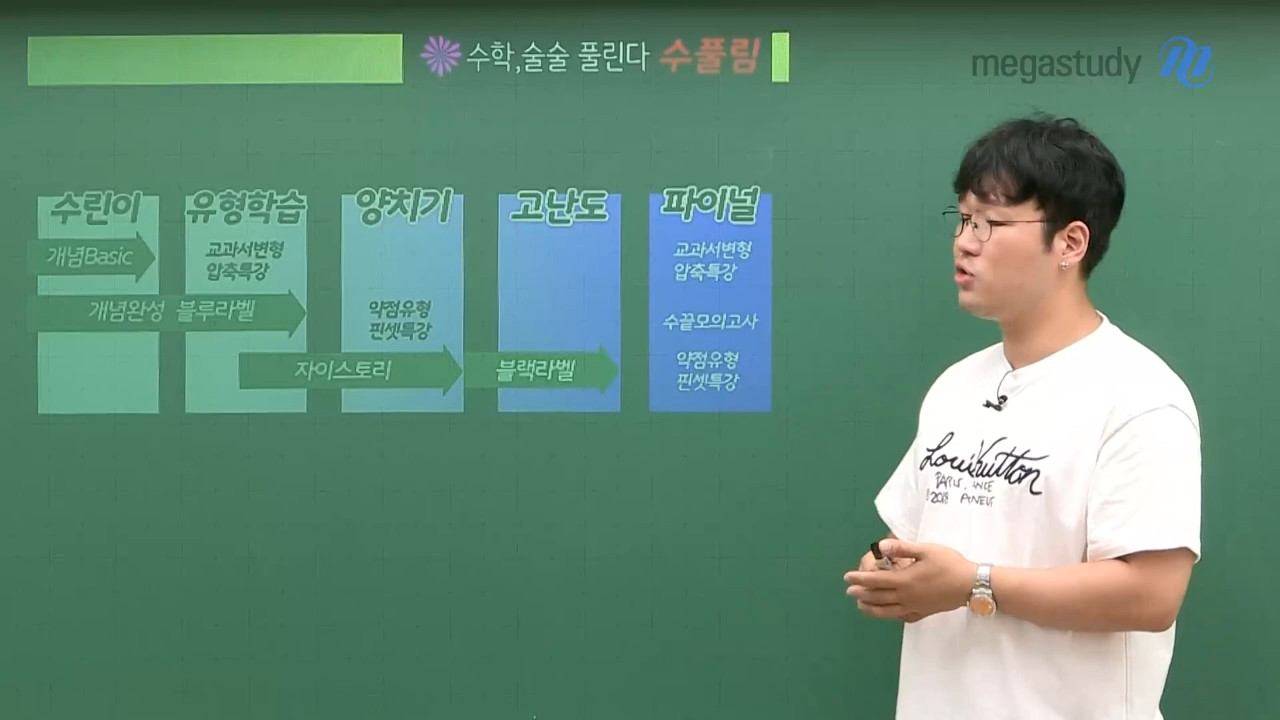 수학,술술 풀린다 수풀림
megastudy
수린이
유형학습
양치기
고난도
파이널
개념Basic
교과서변형
압축특강
교과서변형
압축특강
개념완성 블루라벨
약점유형
핀셋특강
수끝모의고사
자이스토리
블랙라벨
약점유형
핀셋특강
Louis Vuitton
2018